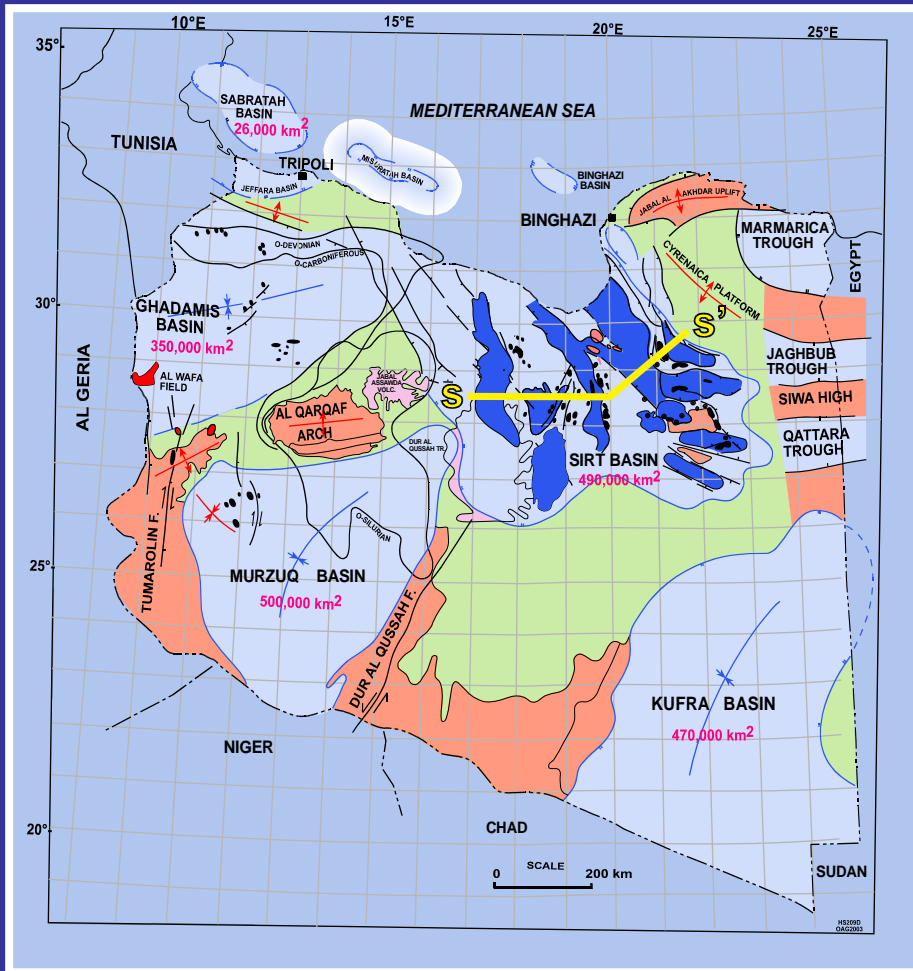 10°E
15°E
20°E
25°E
35°
SABRATAH
BASIN
26,000 km2
MEDITERRANEAN SEA
TUNISIA
TRIPOLI
MISURATAH BASIN
BINGHAZI
BASIN
JEFFARA BASIN
JABAL AL AKHDAR UPLIFT
BINGHAZI
MARMARICA
TROUGH
O-DEVONIAN
O-CARBONIFEROUS
CYRENAICA PLATFORM
EGYPT
30°
GHADAMIS
BASIN
350,000 km2
S'
JAGHBUB
TROUGH
AL GERIA
AL WAFA
FIELD
JABAL
ASSAWDA
VOLC.
S
SIWA HIGH
AL QARQAF
ARCH
QATTARA
TROUGH
DUR AL
QUSSAH TR.
SIRT BASIN
490,000 km2
O-SILURIAN
TUMAROLIN F.
25°
MURZUQ BASIN
500,000 km2
DUR AL QUSSAH F.
KUFRA BASIN
470,000 km2
NIGER
20°
CHAD
SCALE
0 200 km
SUDAN
HS209D
OAG2003